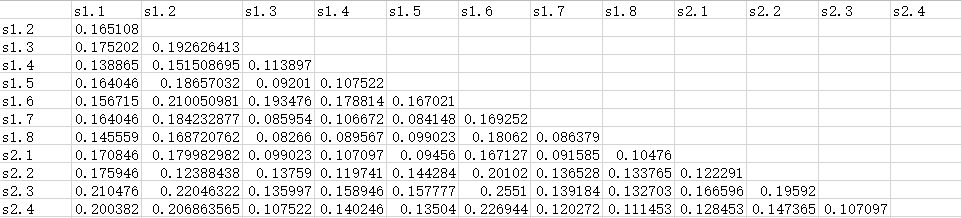 s1.1 s1.2 s1.3 s1.4 s1.5 s1.6 s1.7 s1.8 s2.1 s2.2 s2.3 s2.4
s1.2 0.165108
s1.3 0.175202 0.192626413
s1.4 0.138865 0.151508695 0.113897
s1.5 0.164046 0.18657032 0.09201 0.107522
s1.6 0.156715 0.210050981 0.193476 0.178814 0.167021
s1.7 0.164046 0.184232877 0.085954 0.106672 0.084148 0.169252
s1.8 0.145559 0.168720762 0.08266 0.089567 0.099023 0.18062 0.086379
s2.1 0.170846 0.179982982 0.099023 0.107097 0.09456 0.167127 0.091585 0.10476
s2.2 0.175946 0.12388438 0.13759 0.119741 0.144284 0.20102 0.136528 0.133765 0.122291
s2.3 0.210476 0.22046322 0.135997 0.158946 0.157777 0.2551 0.139184 0.132703 0.166596 0.19592
s2.4 0.200382 0.206863565 0.107522 0.140246 0.13504 0.226944 0.120272 0.111453 0.128453 0.147365 0.107097